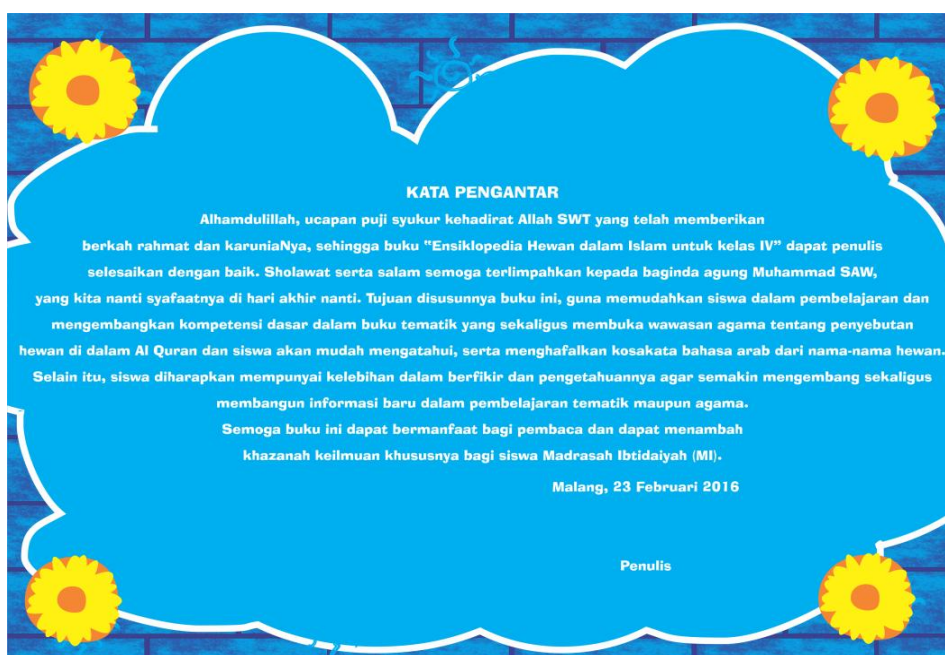 KATA PENGANTAR
Alhamdulillah, ucapan puji syukur kehadirat Allah SWT yang telah memberikan
berkah rahmat dan karuniaNya, sehingga buku "Ensiklopedia Hewan dalam Islam untuk kelas IV" dapat penulis
selesaikan dengan baik. Sholawat serta salam semoga terlimpahkan kepada baginda agung Muhammad SAW,
yang kita nanti syafaatnya di hari akhir nanti. Tujuan disusunnya buku ini, guna memudahkan siswa dalam pembelajaran dan
mengembangkan kompetensi dasar dalam buku tematik yang sekaligus membuka wawasan agama tentang penyebutan
hewan di dalam Al Quran dan siswa akan mudah mengatahui, serta menghafalkan kosakata bahasa arab dari nama-nama hewan.
Selain itu, siswa diharapkan mempunyai kelebihan dalam berfikir dan pengetahuannya agar semakin mengembang sekaligus
membangun informasi baru dalam pembelajaran tematik maupun agama.
Semoga buku ini dapat bermanfaat bagi pembaca dan dapat menambah
khazanah keilmuan khususnya bagi siswa Madrasah Ibtidaiyah (MI).
Malang, 23 Februari 2016
Penulis